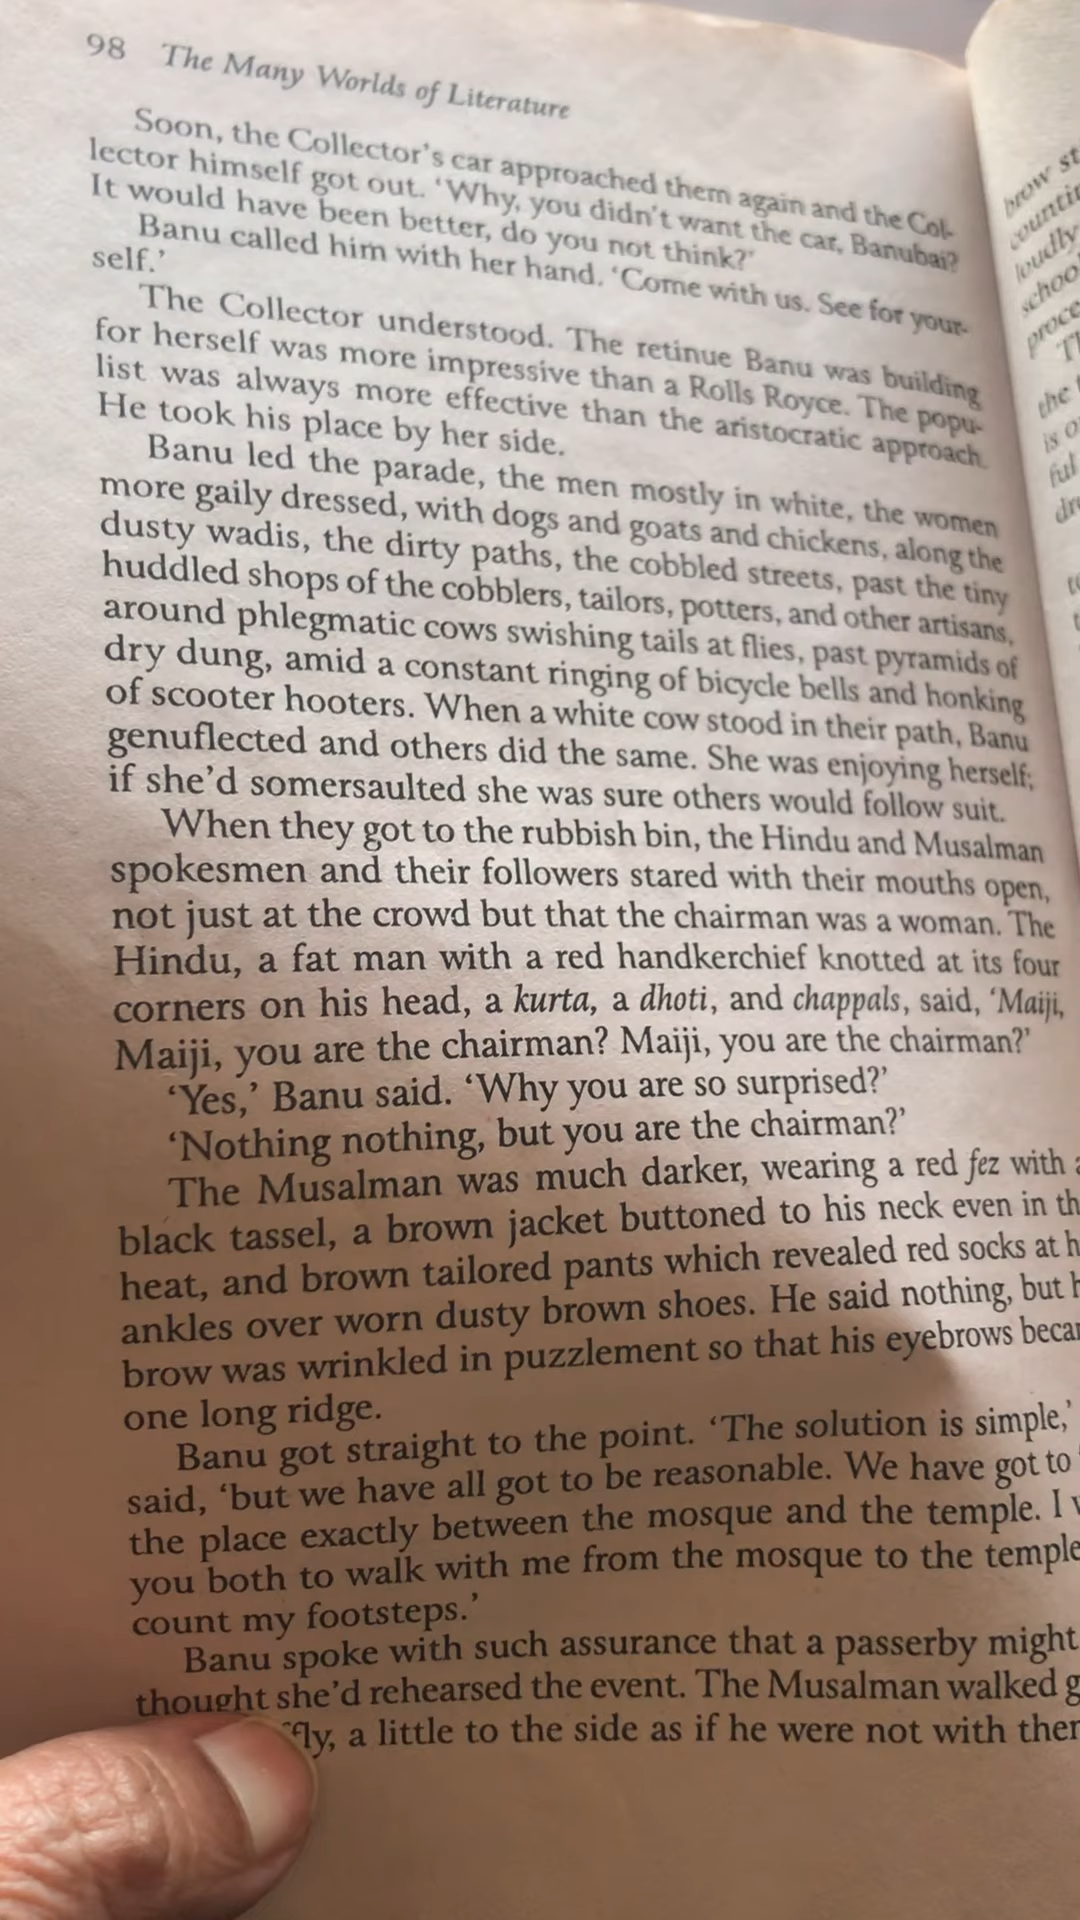 98 The Many Worlds of Literature
Soon, the Collector's car approached them again and the Col-
lector himself got out. 'Why, you didn't want the car, Banubai?
It would have been better, do you not think?'
Banu called him with her hand. 'Come with us. See for your-
self.'
The Collector understood. The retinue Banu was building
for herself was more impressive than a Rolls Royce. The popu-
list was always more effective than the aristocratic approach.
He took his place by her side.
Banu led the parade, the men mostly in white, the women
more gaily dressed, with dogs and goats and chickens, along the
dusty wadis, the dirty paths, the cobbled streets, past the tiny
huddled shops of the cobblers, tailors, potters, and other artisans,
around phlegmatic cows swishing tails at flies, past pyramids of
dry dung, amid a constant ringing of bicycle bells and honking
of scooter hooters. When a white cow stood in their path, Banu
genuflected and others did the same. She was enjoying herself;
if she'd somersaulted she was sure others would follow suit.
When they got to the rubbish bin, the Hindu and Musalman
spokesmen and their followers stared with their mouths open,
not just at the crowd but that the chairman was a woman. The
Hindu, a fat man with a red handkerchief knotted at its four
corners on his head, a kurta, a dhoti, and chappals, said, 'Maiji,
Maiji, you are the chairman? Maiji, you are the chairman?'
'Yes,' Banu said. 'Why you are so surprised?'
'Nothing nothing, but you are the chairman?'
The Musalman was much darker, wearing a red fez with a
black tassel, a brown jacket buttoned to his neck even in th
heat, and brown tailored pants which revealed red socks at h
ankles over worn dusty brown shoes. He said nothing, but h
brow was wrinkled in puzzlement so that his eyebrows becam
one long ridge.
Banu got straight to the point. 'The solution is simple,'
said, 'but we have all got to be reasonable. We have got to
the place exactly between the mosque and the temple. I
you both to walk with me from the mosque to the temple
count my footsteps.'
Banu spoke with such assurance that a passerby might
thought she'd rehearsed the event. The Musalman walked
a little to the side as if he were not with
brow
countin
loudly
schoo
proce
Th
the
is o
ful
dre